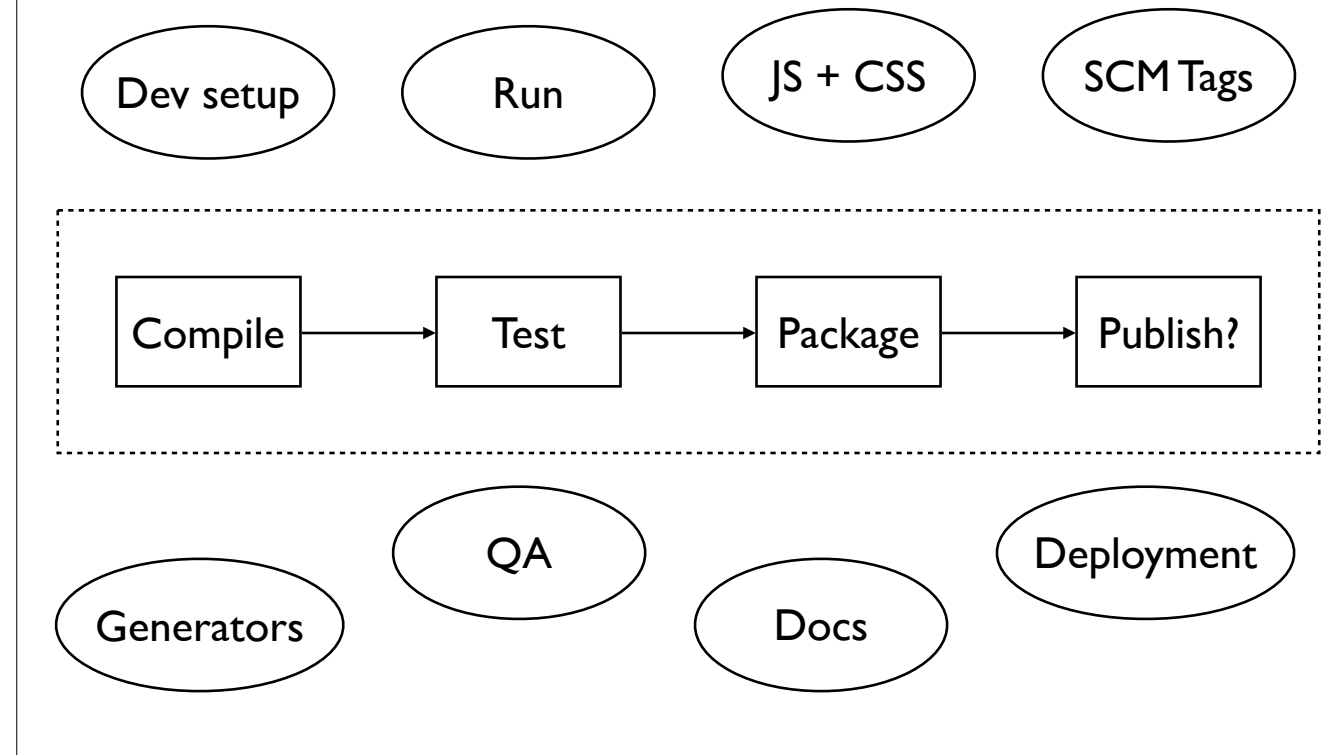 Dev setup
Run
JS + CSS
SCM Tags
Compile
Test
Package
Publish?
QA
Deployment
Generators
Docs